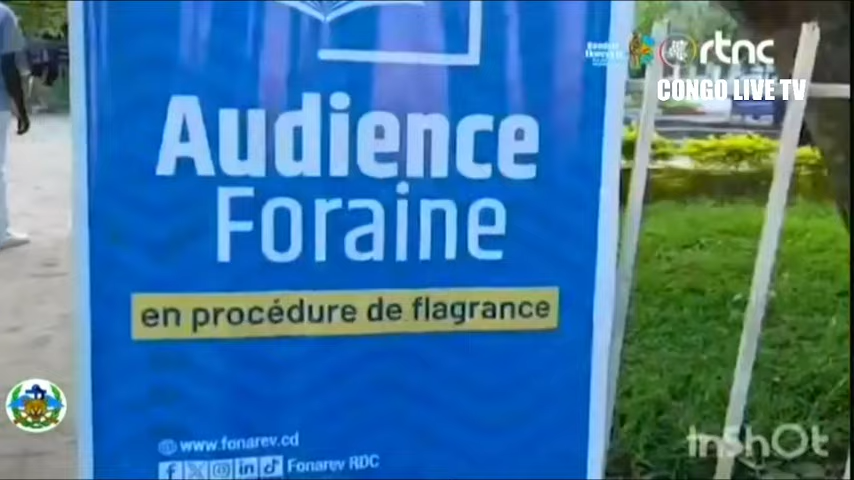 rtnc
CONGO LIVE TV
Audience
Foraine
en procédure de flagrance
www.fonarev.cd
Fonarev RDC
InShOt